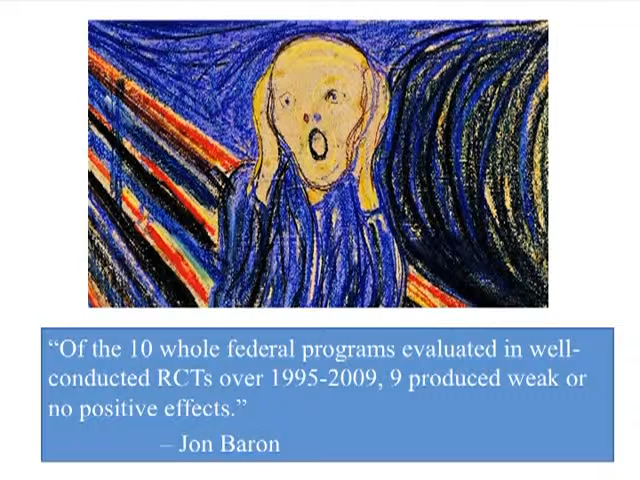 “Of the 10 whole federal programs evaluated in well-
conducted RCTs over 1995-2009, 9 produced weak or
no positive effects.”
– Jon Baron